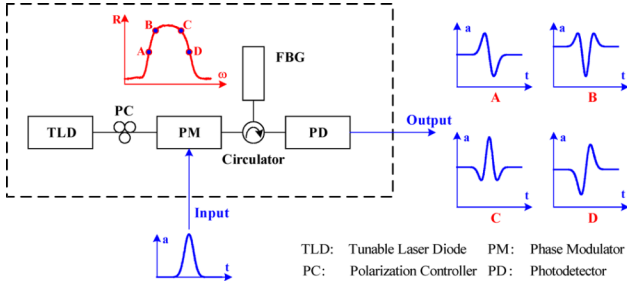 R
B
C
A
D
ω
FBG
PC
TLD
PM
PD
Circulator
Output
Input
a
t
a
t
A
a
t
B
a
t
C
a
t
D
TLD: Tunable Laser Diode PM: Phase Modulator
PC: Polarization Controller PD: Photodetector